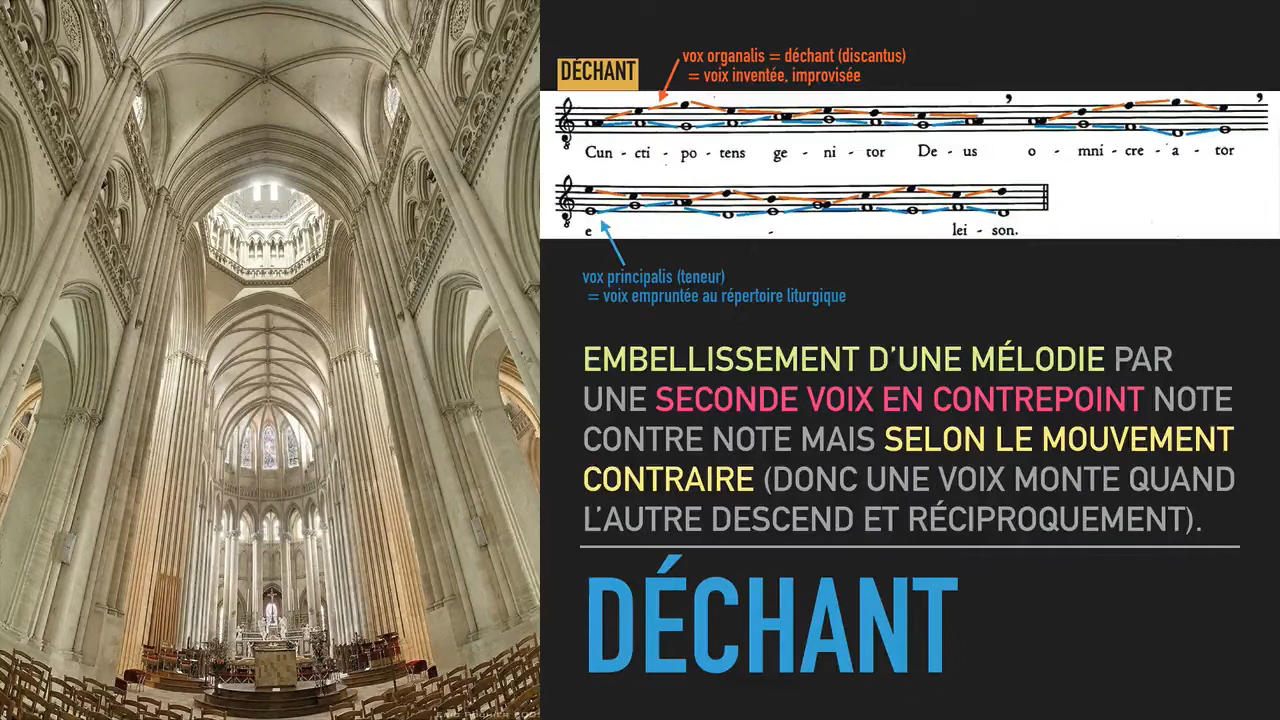 DÉCHANT
vox organalis = déchant (discantus)
= voix inventée, improvisée
Cun - cti - po - tens ge - ni - tor De - us o - mni - cre - a - tor
e - lei - son.
vox principalis (teneur)
= voix empruntée au répertoire liturgique
EMBELLISSEMENT D'UNE MÉLODIE PAR
UNE SECONDE VOIX EN CONTREPOINT NOTE
CONTRE NOTE MAIS SELON LE MOUVEMENT
CONTRAIRE (DONC UNE VOIX MONTE QUAND
L'AUTRE DESCEND ET RÉCIPROQUEMENT).
DÉCHANT